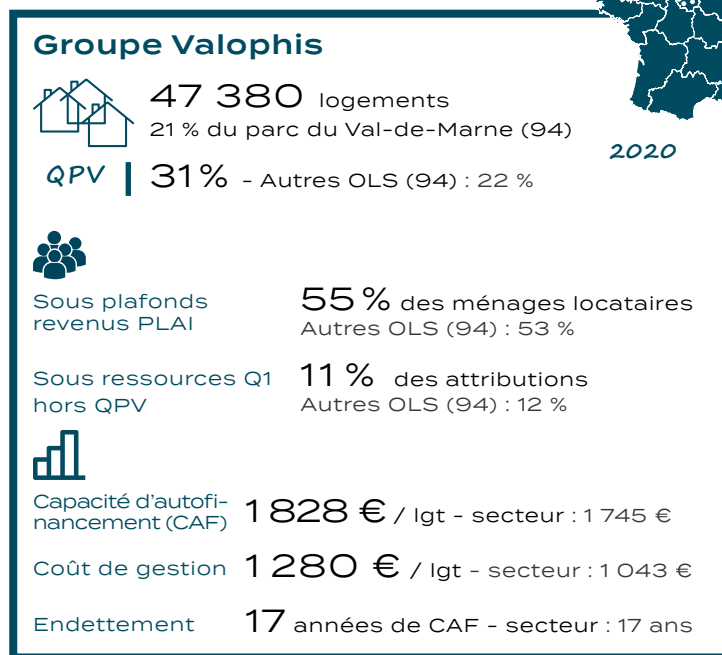 Groupe Valophis
47 380 logements
21 % du parc du Val-de-Marne (94)
2020
QPV | 31% - Autres OLS (94) : 22 %
Sous plafonds
revenus PLAI
55 % des ménages locataires
Autres OLS (94) : 53 %
Sous ressources Q1
hors QPV
11 % des attributions
Autres OLS (94) : 12 %
Capacité d'autofi-
nancement (CAF)
1 828 € / lgt - secteur : 1 745 €
Coût de gestion 1 280 € / lgt - secteur : 1 043 €
Endettement 17 années de CAF - secteur : 17 ans